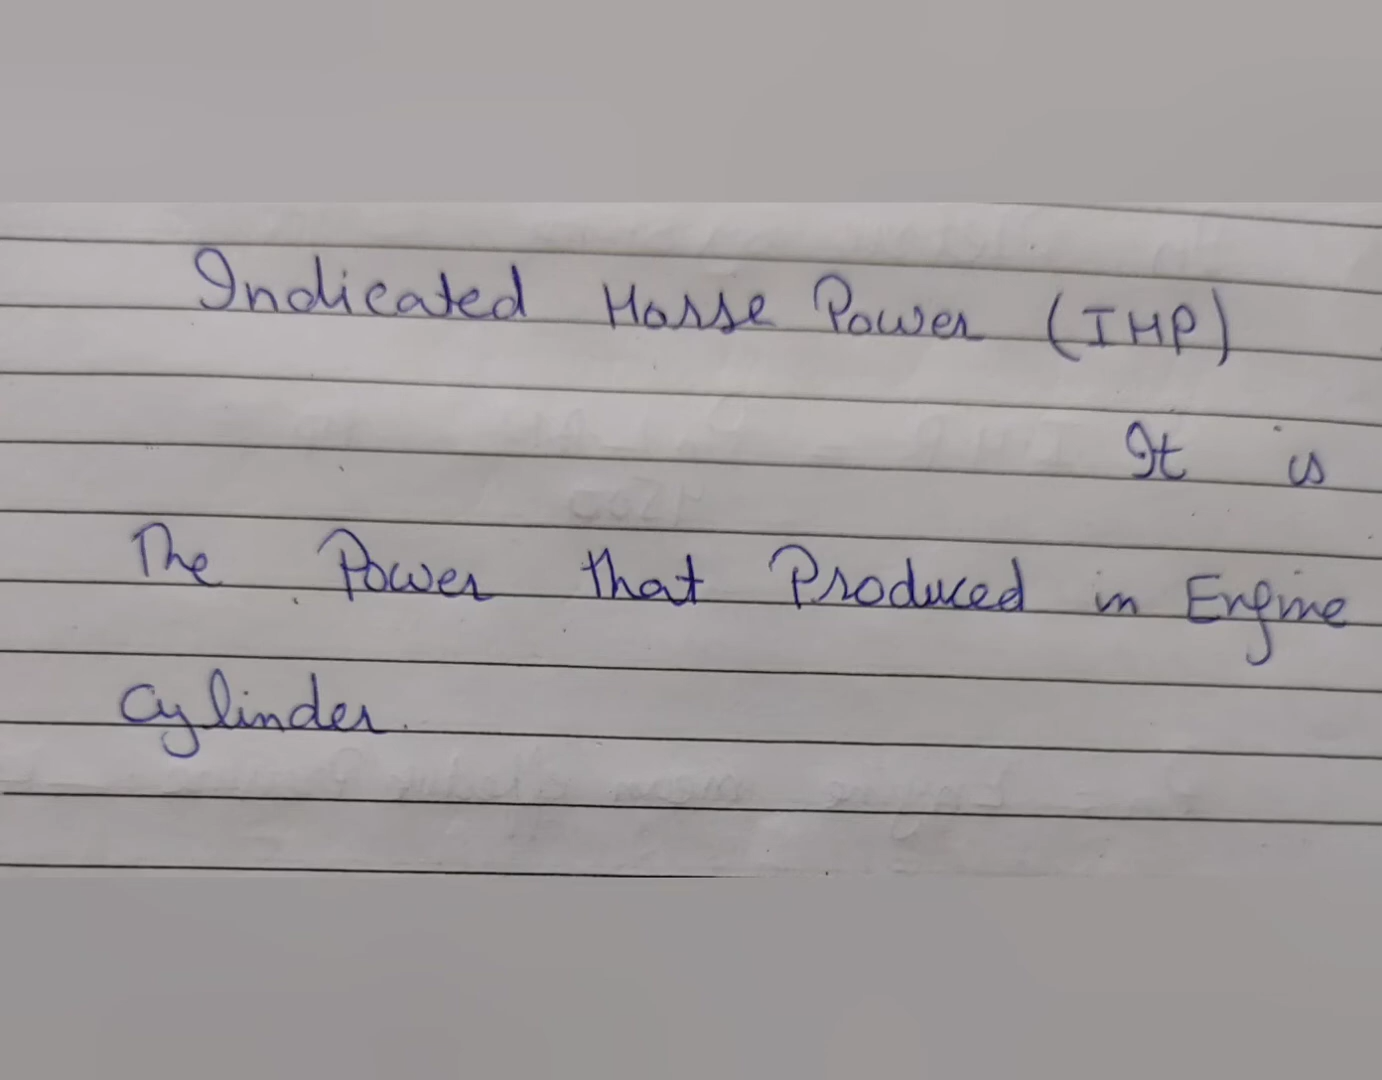 Indicated Horse Power (IHP)
It is
The Power that Produced in Engine
Cylinder.